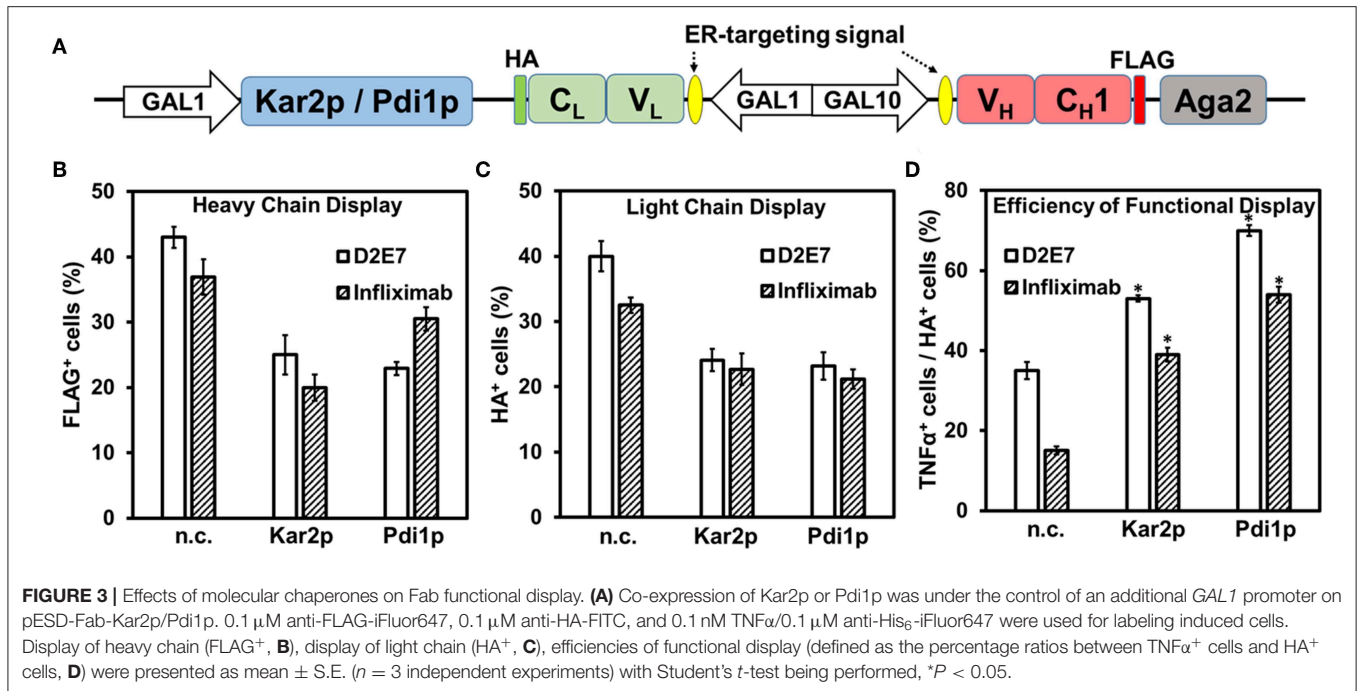 A
ER-targeting signal
HA
FLAG
GAL1
Kar2p / Pdi1p
CL
VL
GAL1
GAL10
VH
CH1
Aga2
B
Heavy Chain Display
D2E7
Infliximab
FLAG⁺ cells (%)
50
40
30
20
10
0
n.c.
Kar2p
Pdi1p
C
Light Chain Display
D2E7
Infliximab
HA⁺ cells (%)
50
40
30
20
10
0
n.c.
Kar2p
Pdi1p
D
Efficiency of Functional Display
D2E7
Infliximab
TNFα⁺ cells / HA⁺ cells (%)
80
60
40
20
0
*
*
*
*
n.c.
Kar2p
Pdi1p
FIGURE 3 | Effects of molecular chaperones on Fab functional display. (A) Co-expression of Kar2p or Pdi1p was under the control of an additional GAL1 promoter on
pESD-Fab-Kar2p/Pdi1p. 0.1 μM anti-FLAG-iFluor647, 0.1 μM anti-HA-FITC, and 0.1 nM TNFα/0.1 μM anti-His₆-iFluor647 were used for labeling induced cells.
Display of heavy chain (FLAG⁺, B), display of light chain (HA⁺, C), efficiencies of functional display (defined as the percentage ratios between TNFα⁺ cells and HA⁺
cells, D) were presented as mean ± S.E. (n = 3 independent experiments) with Student's t-test being performed, *P < 0.05.